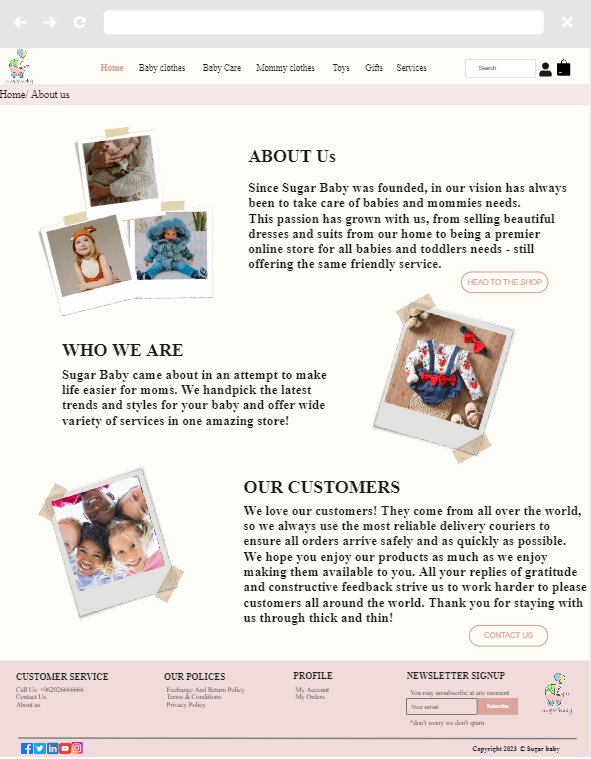 sugar baby
Home Baby clothes Baby Care Mommy clothes Toys Gifts Services Search
Home/ About us
ABOUT Us
Since Sugar Baby was founded, in our vision has always
been to take care of babies and mommies needs.
This passion has grown with us, from selling beautiful
dresses and suits from our home to being a premier
online store for all babies and toddlers needs - still
offering the same friendly service.
HEAD TO THE SHOP
WHO WE ARE
Sugar Baby came about in an attempt to make
life easier for moms. We handpick the latest
trends and styles for your baby and offer wide
variety of services in one amazing store!
OUR CUSTOMERS
We love our customers! They come from all over the world,
so we always use the most reliable delivery couriers to
ensure all orders arrive safely and as quickly as possible.
We hope you enjoy our products as much as we enjoy
making them available to you. All your replies of gratitude
and constructive feedback strive us to work harder to please
customers all around the world. Thank you for staying with
us through thick and thin!
CONTACT US
CUSTOMER SERVICE
Call Us: +962026666666
Contact Us
About us
OUR POLICES
Exchange And Return Policy
Terms & Conditions
Privacy Policy
PROFILE
My Account
My Orders
NEWSLETTER SIGNUP
You may unsubscribe at any moment
Your email Subscribe
*don't worry we don't spam
sugar baby
Copyright 2023 © Sugar baby